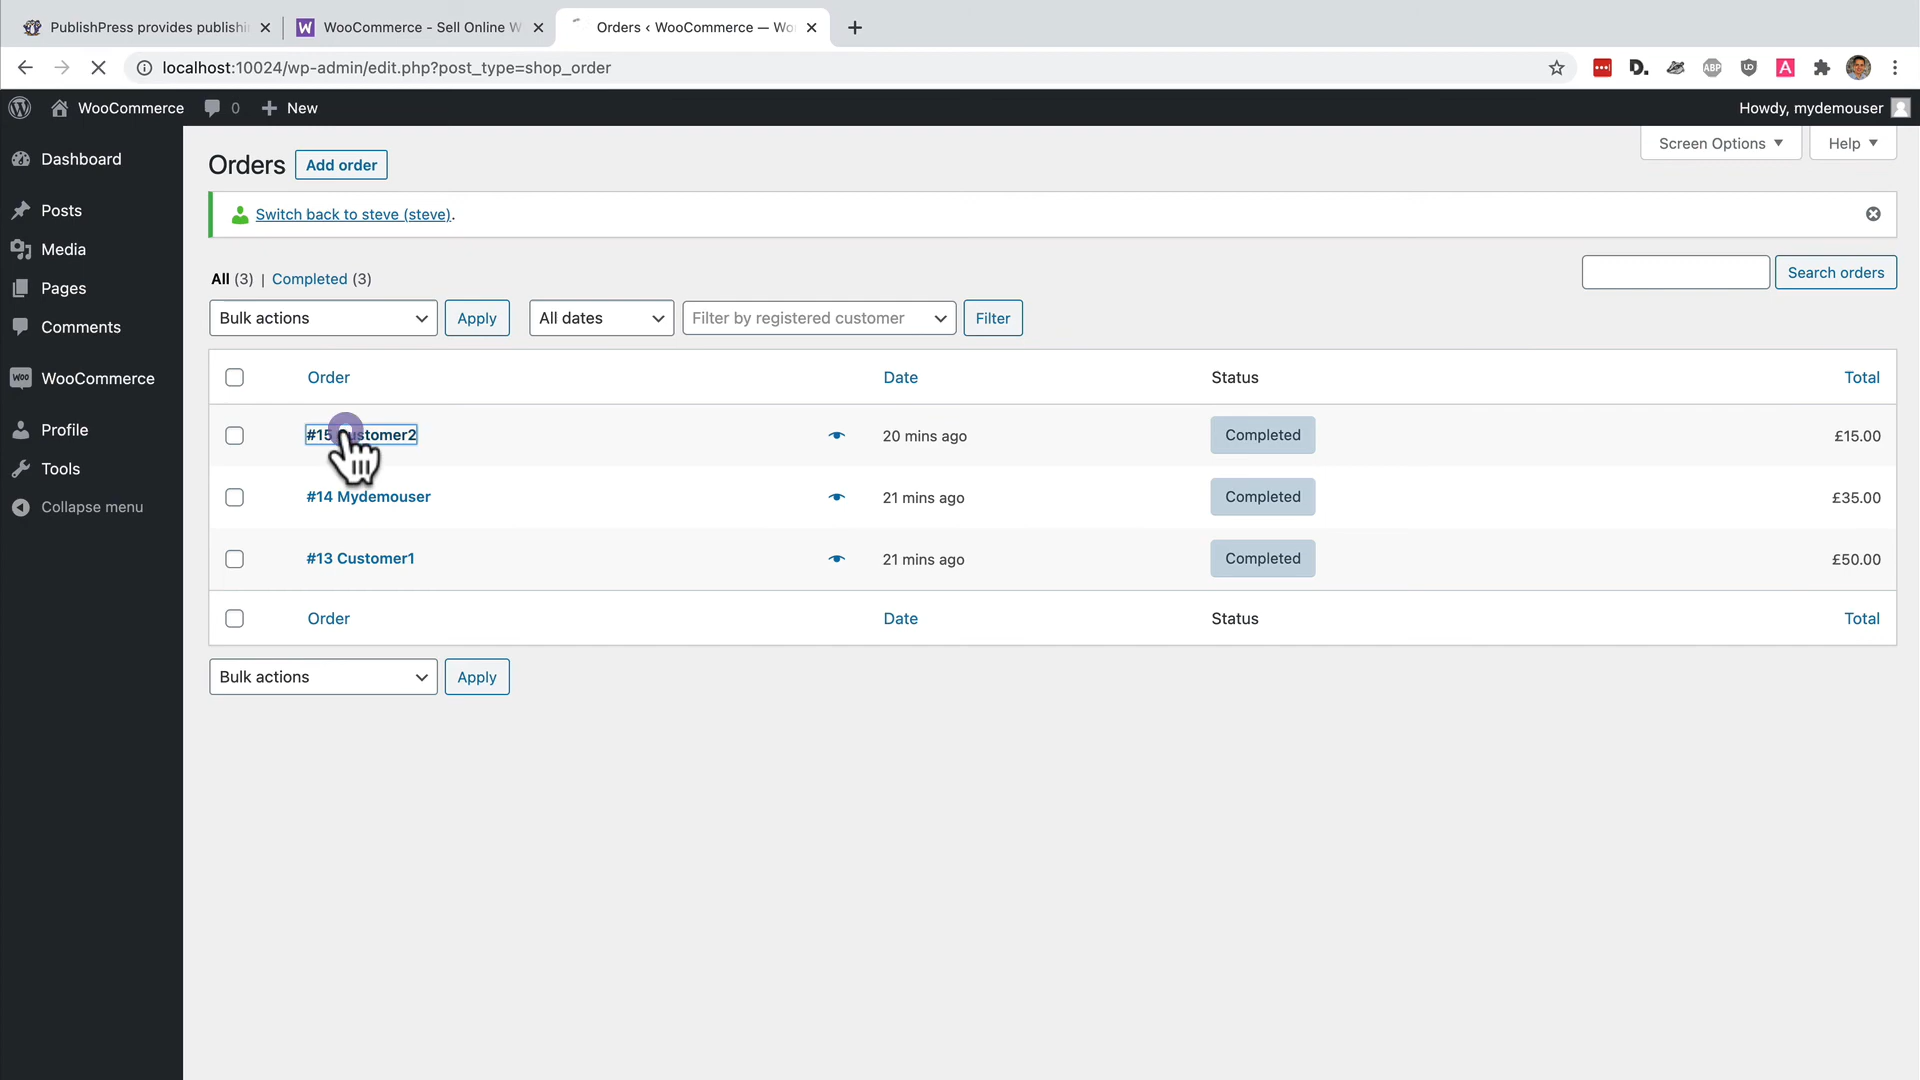 PublishPress provides publishi
WooCommerce - Sell Online W
Orders ‹ WooCommerce — Wo
localhost:10024/wp-admin/edit.php?post_type=shop_order
ABP
A
WooCommerce 0 New
Howdy, mydemouser
Dashboard
Posts
Media
Pages
Comments
WooCommerce
Profile
Tools
Collapse menu
Screen Options
Help
Orders
Add order
Switch back to steve (steve).
All (3) | Completed (3)
Search orders
Bulk actions
Apply
All dates
Filter by registered customer
Filter
Order Date Status Total
#15 Customer2 20 mins ago Completed £15.00
#14 Mydemouser 21 mins ago Completed £35.00
#13 Customer1 21 mins ago Completed £50.00
Order Date Status Total
Bulk actions
Apply